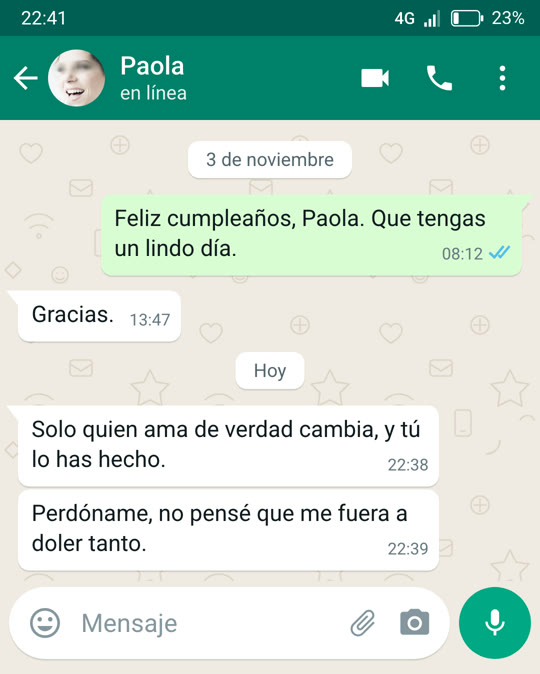 22:41
4G
23%
Paola
en línea
3 de noviembre
Feliz cumpleaños, Paola. Que tengas
un lindo día.
08:12
Gracias.
13:47
Hoy
Solo quien ama de verdad cambia, y tú
lo has hecho.
22:38
Perdóname, no pensé que me fuera a
doler tanto.
22:39
Mensaje